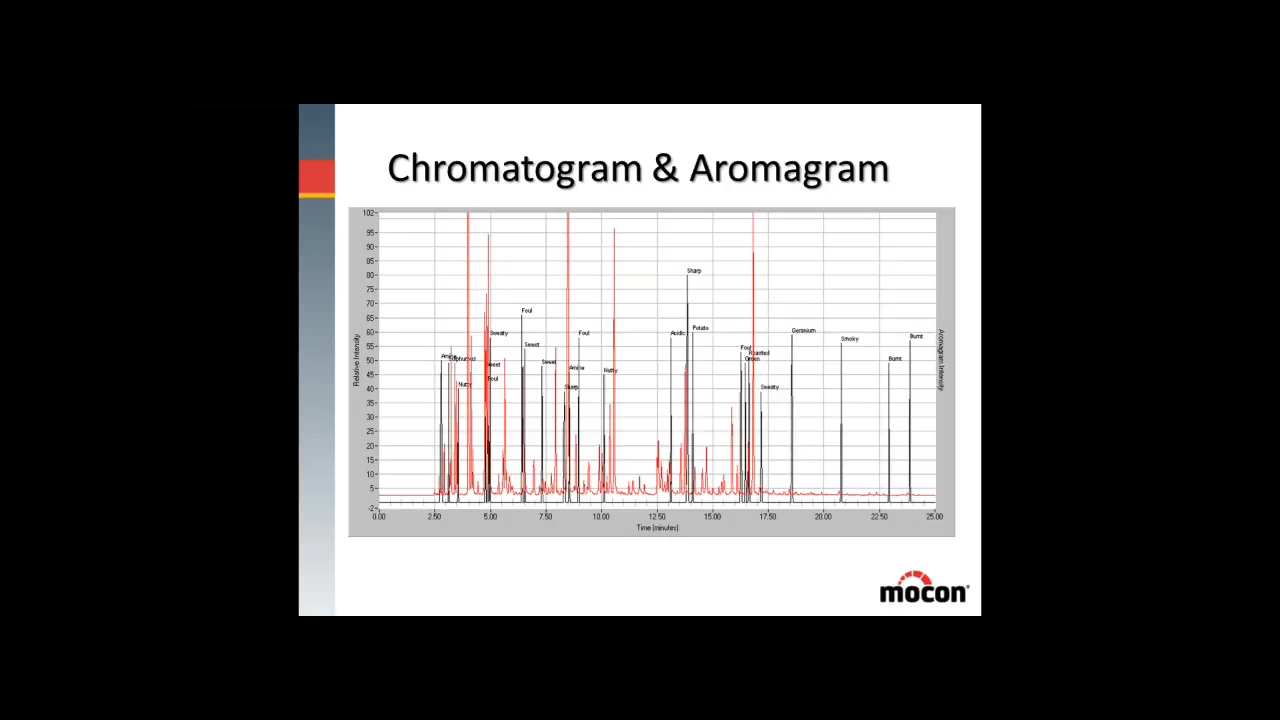 Chromatogram & Aromagram
102
95
90
85
80
75
70
65
60
55
50
45
40
35
30
25
20
15
10
5
-2
Relative Intensity
Aromagram Intensity
Sulphurous
Nutty
Sweaty
Sweet
Foul
Foul
Sweet
Sweet
Sharp
Amine
Foul
Nutty
Acidic
Sharp
Potato
Foul
Roasted
Green
Sweaty
Geranium
Smoky
Burnt
Burnt
0.00 2.50 5.00 7.50 10.00 12.50 15.00 17.50 20.00 22.50 25.00
Time (minutes)
mocon®